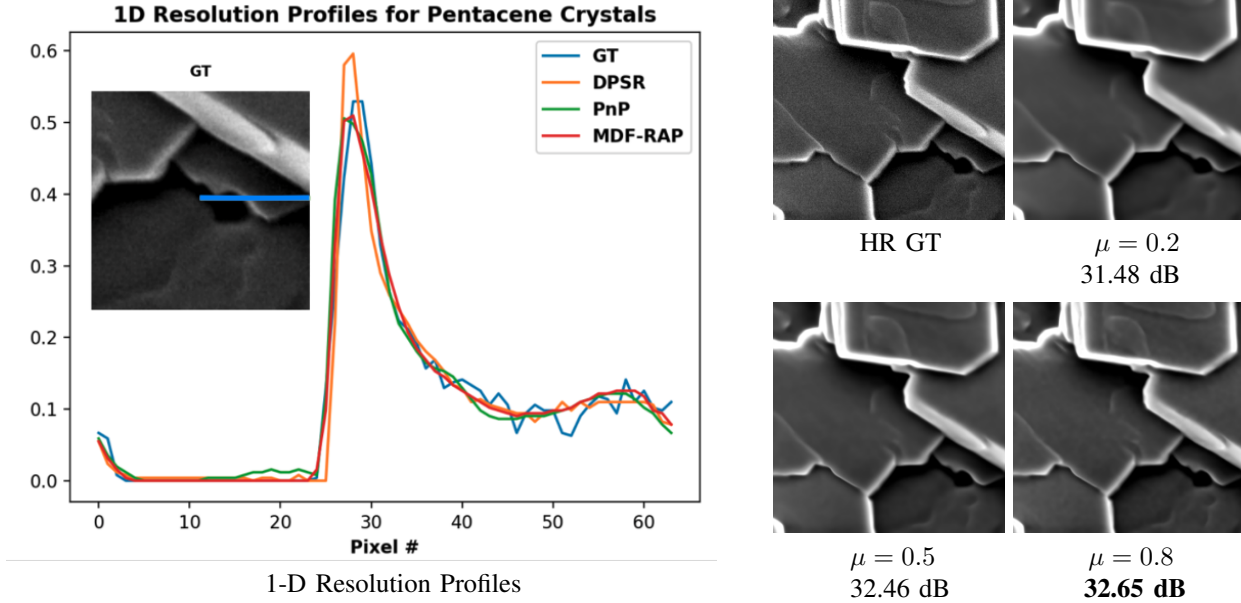 1D Resolution Profiles for Pentacene Crystals
0.6
0.5
0.4
0.3
0.2
0.1
0.0
GT
GT
DPSR
PnP
MDF-RAP
0 10 20 30 40 50 60
Pixel #
1-D Resolution Profiles
HR GT
μ = 0.2
31.48 dB
μ = 0.5
32.46 dB
μ = 0.8
32.65 dB